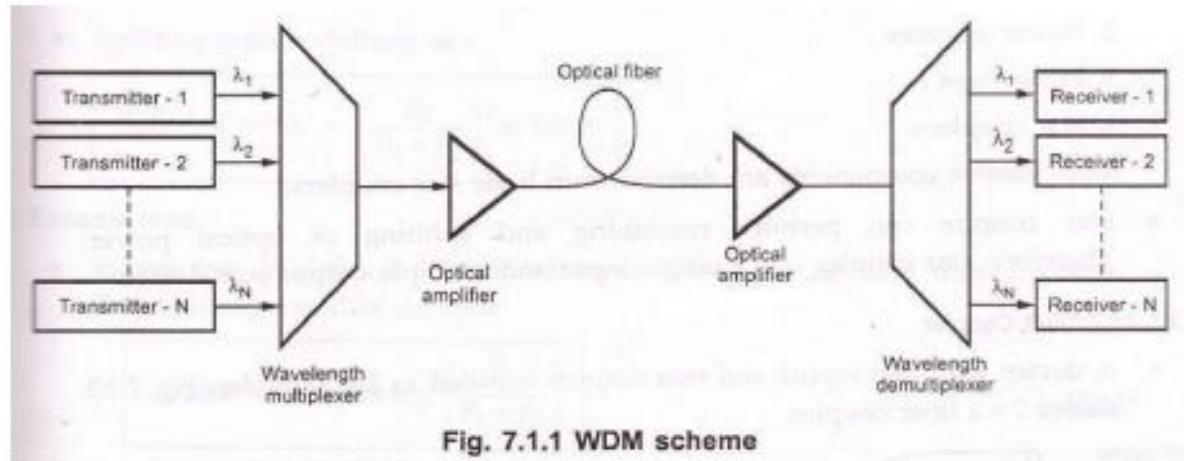 Transmitter - 1
λ1
Transmitter - 2
λ2
Transmitter - N
λN
Wavelength
multiplexer
Optical
amplifier
Optical fiber
Optical
amplifier
Wavelength
demultiplexer
λ1
Receiver - 1
λ2
Receiver - 2
λN
Receiver - N
Fig. 7.1.1 WDM scheme